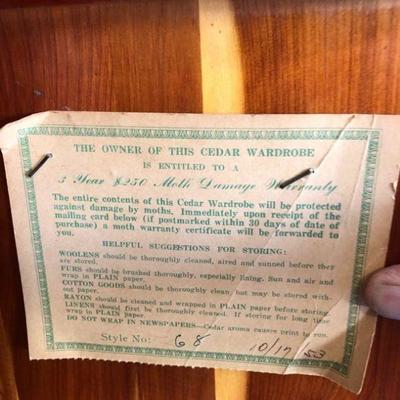 THE OWNER OF THIS CEDAR WARDROBE
IS ENTITLED TO A
3 Year $250 Moth Damage Warranty
The entire contents of this Cedar Wardrobe will be protected
against damage by moths. Immediately upon receipt of the
mailing card below (if postmarked within 30 days of date of
purchase) a moth warranty certificate will be forwarded to
you.
HELPFUL SUGGESTIONS FOR STORING:
WOOLENS should be thoroughly cleaned, aired and sunned before they
are stored.
FURS should be brushed thoroughly, especially lining. Sun and air and
wrap in PLAIN paper.
COTTON GOODS should be thoroughly clean, but may be stored with-
out paper.
RAYON should be cleaned and wrapped in PLAIN paper before storing.
LINENS should first be thoroughly cleaned. If storing for long time
wrap in PLAIN paper.
DO NOT WRAP IN NEWSPAPERS—Cedar aroma causes print to run.
Style No: 68 10/17 53